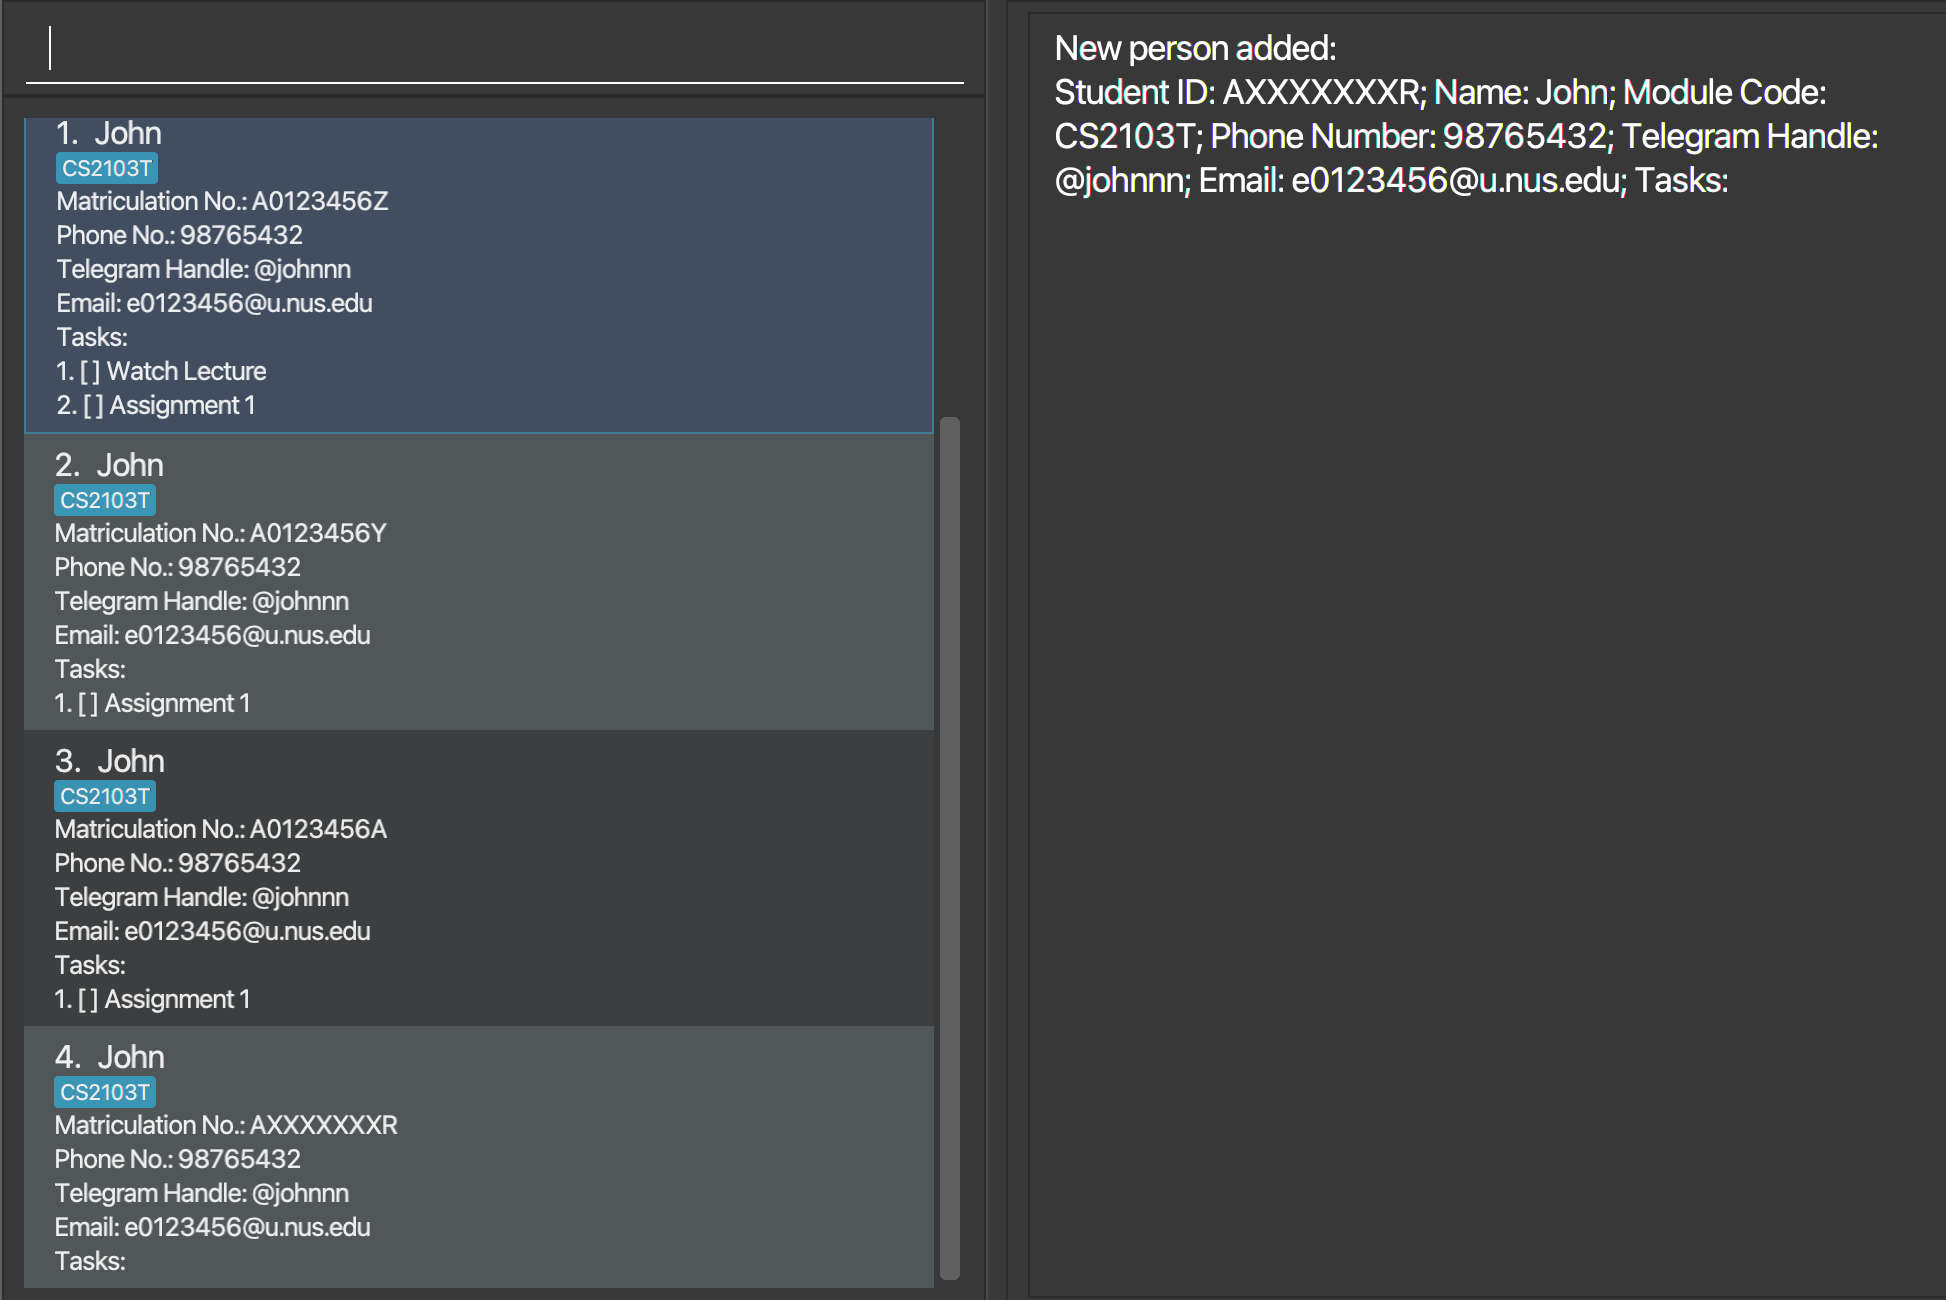 1. John
CS2103T
Matriculation No.: A0123456Z
Phone No.: 98765432
Telegram Handle: @johnnn
Email: e0123456@u.nus.edu
Tasks:
1. [ ] Watch Lecture
2. [ ] Assignment 1
2. John
CS2103T
Matriculation No.: A0123456Y
Phone No.: 98765432
Telegram Handle: @johnnn
Email: e0123456@u.nus.edu
Tasks:
1. [ ] Assignment 1
3. John
CS2103T
Matriculation No.: A0123456A
Phone No.: 98765432
Telegram Handle: @johnnn
Email: e0123456@u.nus.edu
Tasks:
1. [ ] Assignment 1
4. John
CS2103T
Matriculation No.: AXXXXXXXR
Phone No.: 98765432
Telegram Handle: @johnnn
Email: e0123456@u.nus.edu
Tasks:
New person added:
Student ID: AXXXXXXXR; Name: John; Module Code:
CS2103T; Phone Number: 98765432; Telegram Handle:
@johnnn; Email: e0123456@u.nus.edu; Tasks: